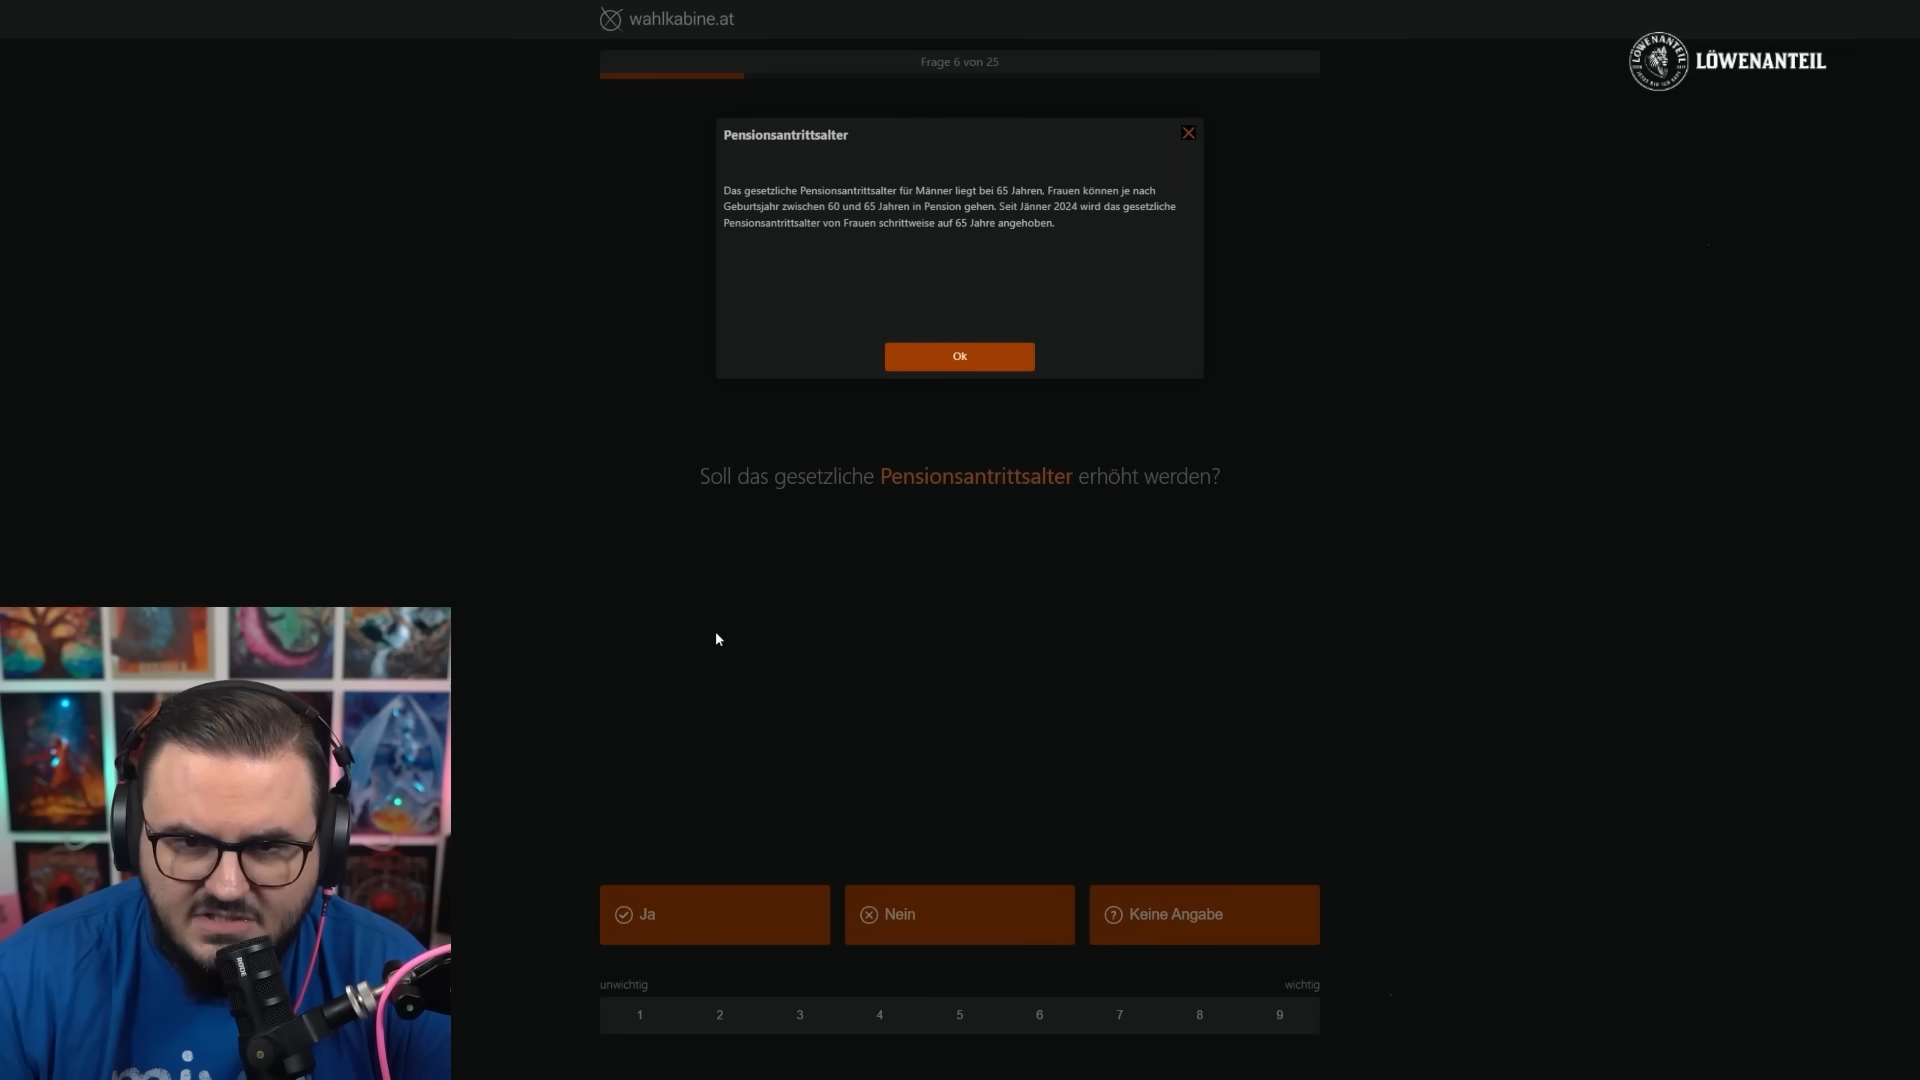 wahlkabine.at
Frage 6 von 25
LÖWENANTEIL
LÖWENANTEIL
Pensionsantrittsalter
Das gesetzliche Pensionsantrittsalter für Männer liegt bei 65 Jahren, Frauen können je nach
Geburtsjahr zwischen 60 und 65 Jahren in Pension gehen. Seit Jänner 2024 wird das gesetzliche
Pensionsantrittsalter von Frauen schrittweise auf 65 Jahre angehoben.
Ok
Soll das gesetzliche Pensionsantrittsalter erhöht werden?
Ja
Nein
Keine Angabe
unwichtig
wichtig
1 2 3 4 5 6 7 8 9
RØDE